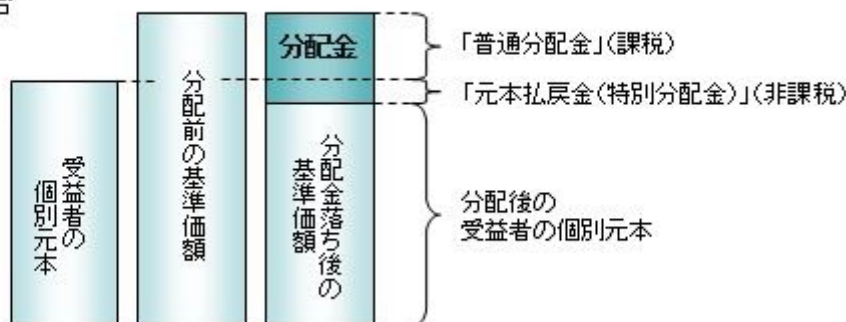 分配金
「普通分配金」(課税)
「元本払戻金(特別分配金)」(非課税)
受益者の
個別元本
分配前の基準価額
分配金落ち後の
基準価額
分配後の
受益者の個別元本